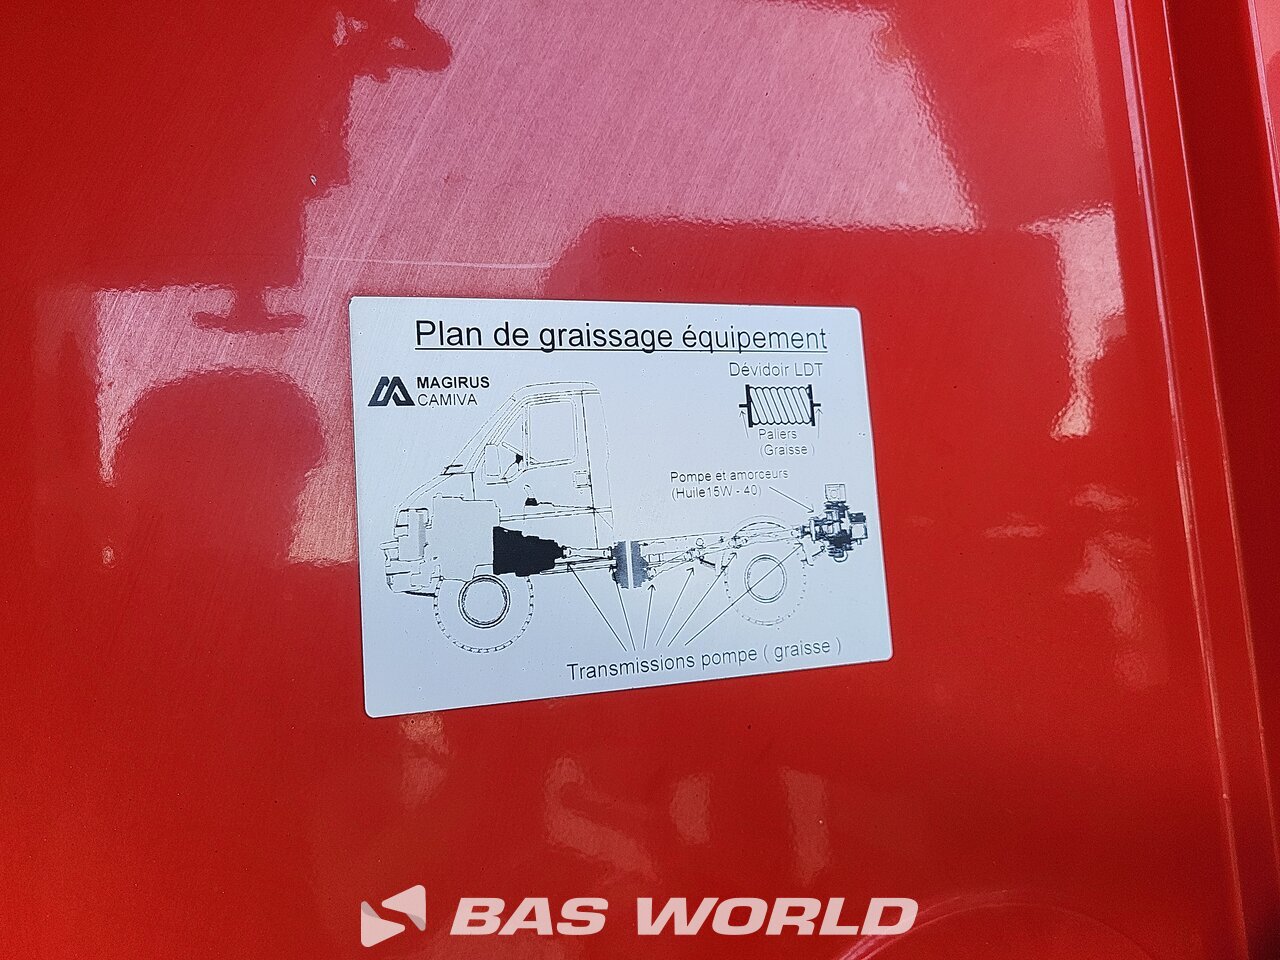 Plan de graissage équipement
MAGIRUS
CAMIVA
Dévidoir LDT
Paliers
(Graisse )
Pompe et amorceurs
(Huile15W - 40)
Transmissions pompe ( graisse )
BAS WORLD